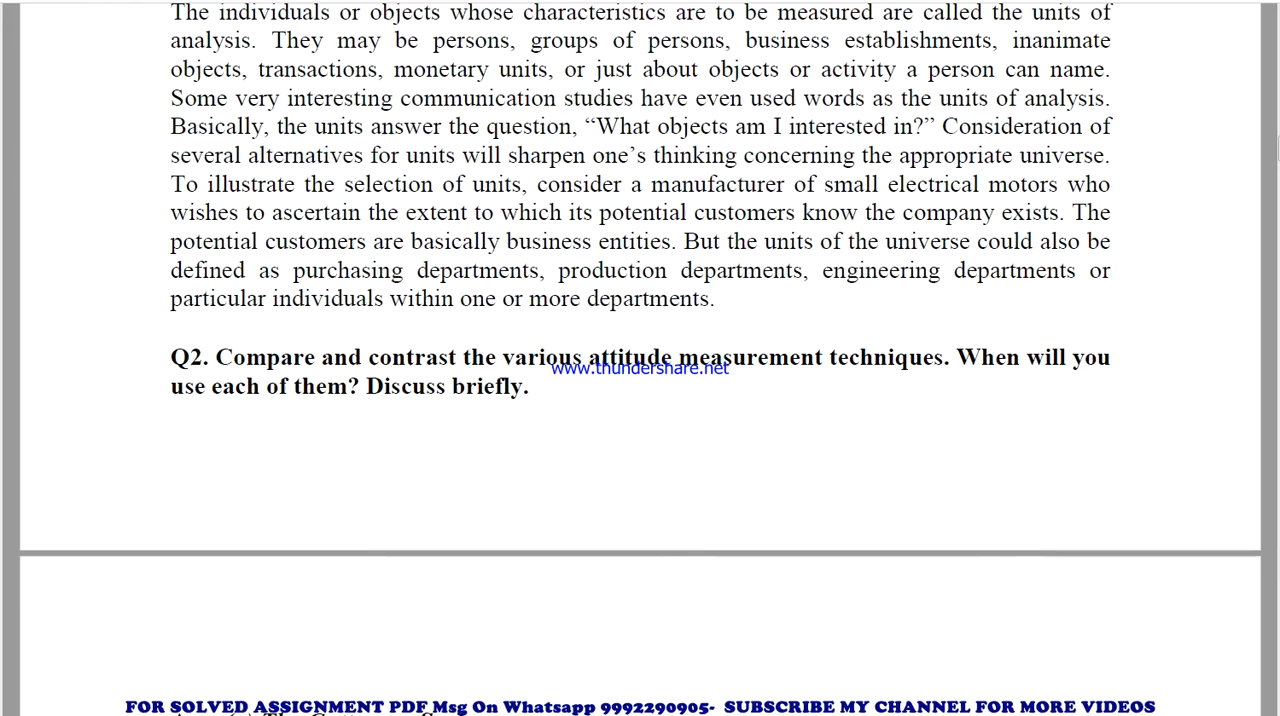 The individuals or objects whose characteristics are to be measured are called the units of
analysis. They may be persons, groups of persons, business establishments, inanimate
objects, transactions, monetary units, or just about objects or activity a person can name.
Some very interesting communication studies have even used words as the units of analysis.
Basically, the units answer the question, “What objects am I interested in?” Consideration of
several alternatives for units will sharpen one’s thinking concerning the appropriate universe.
To illustrate the selection of units, consider a manufacturer of small electrical motors who
wishes to ascertain the extent to which its potential customers know the company exists. The
potential customers are basically business entities. But the units of the universe could also be
defined as purchasing departments, production departments, engineering departments or
particular individuals within one or more departments.
Q2. Compare and contrast the various attitude measurement techniques. When will you
www.thundershare.net
use each of them? Discuss briefly.
FOR SOLVED ASSIGNMENT PDF Msg On Whatsapp 9992290905- SUBSCRIBE MY CHANNEL FOR MORE VIDEOS